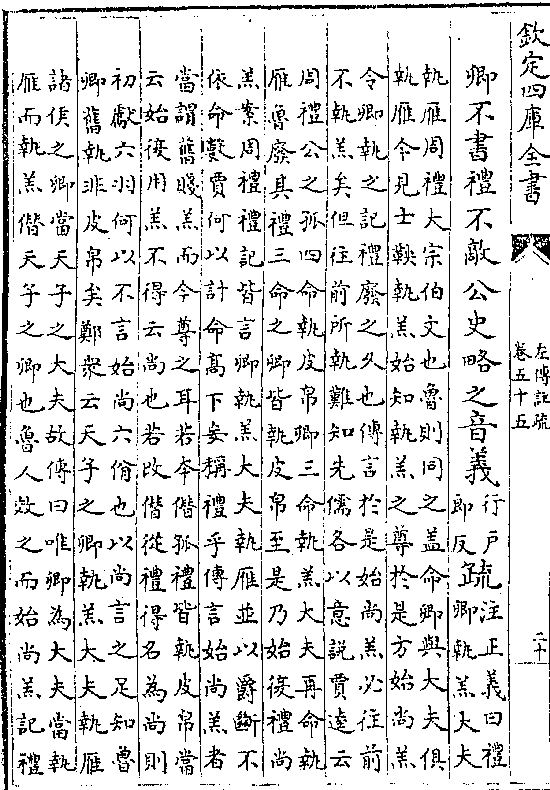 欽定四庫全書
左傳註疏
卷五十五
二十
卿不書禮不敵公史略之音義行戶即反疏注正義曰禮卿執羔大夫
執雁周禮大宗伯文也魯則同之蓋命卿與大夫俱
執雁今見士鞅執羔始知執羔之尊於是方始尚羔
令卿執之記禮廢之久也傳言於是始尚羔必往前
不執羔矣但往前所執難知先儒各以意說賈逵云
周禮公之孤四命執皮帛卿三命執羔大夫再命執
雁魯廢其禮三命之卿皆執皮帛至是乃始復禮尚
羔案周禮禮記皆言卿執羔大夫執雁並以爵斷不
依命數賈何以計命高下妄稱禮乎傳言始尚羔者
當謂舊賤羔而今尊之耳若本僭孤禮皆執皮帛當
云始復用羔不得云尚也若改僭從禮得名為尚則
初獻六羽何以不言始尚六佾也以尚言之足知魯
卿舊執非皮帛矣鄭衆云天子之卿執羔大夫執雁
諸侯之卿當天子之大夫故傳曰唯卿為大夫當執
雁而執羔僭天子之卿也魯人效之而始尚羔記禮